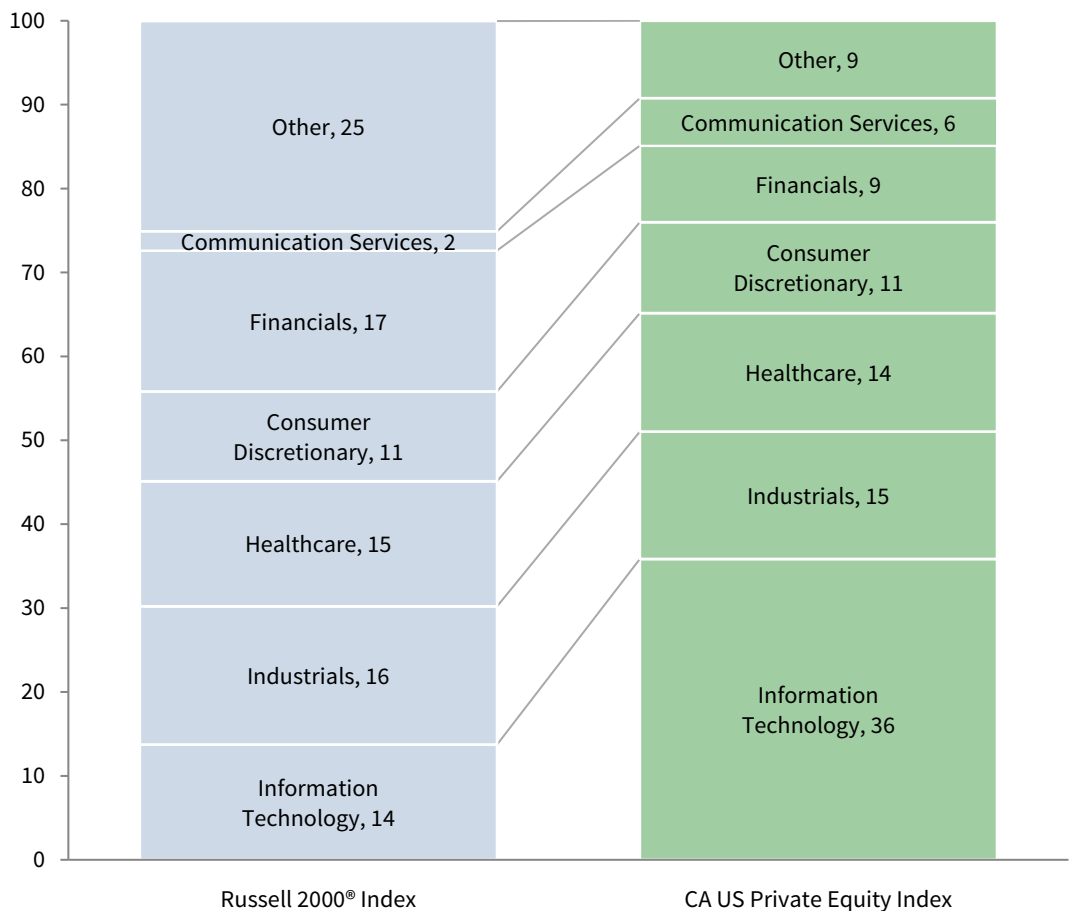 100
90
80
70
60
50
40
30
20
10
0
Other, 25
Communication Services, 2
Financials, 17
Consumer
Discretionary, 11
Healthcare, 15
Industrials, 16
Information
Technology, 14
Other, 9
Communication Services, 6
Financials, 9
Consumer
Discretionary, 11
Healthcare, 14
Industrials, 15
Information
Technology, 36
Russell 2000® Index
CA US Private Equity Index